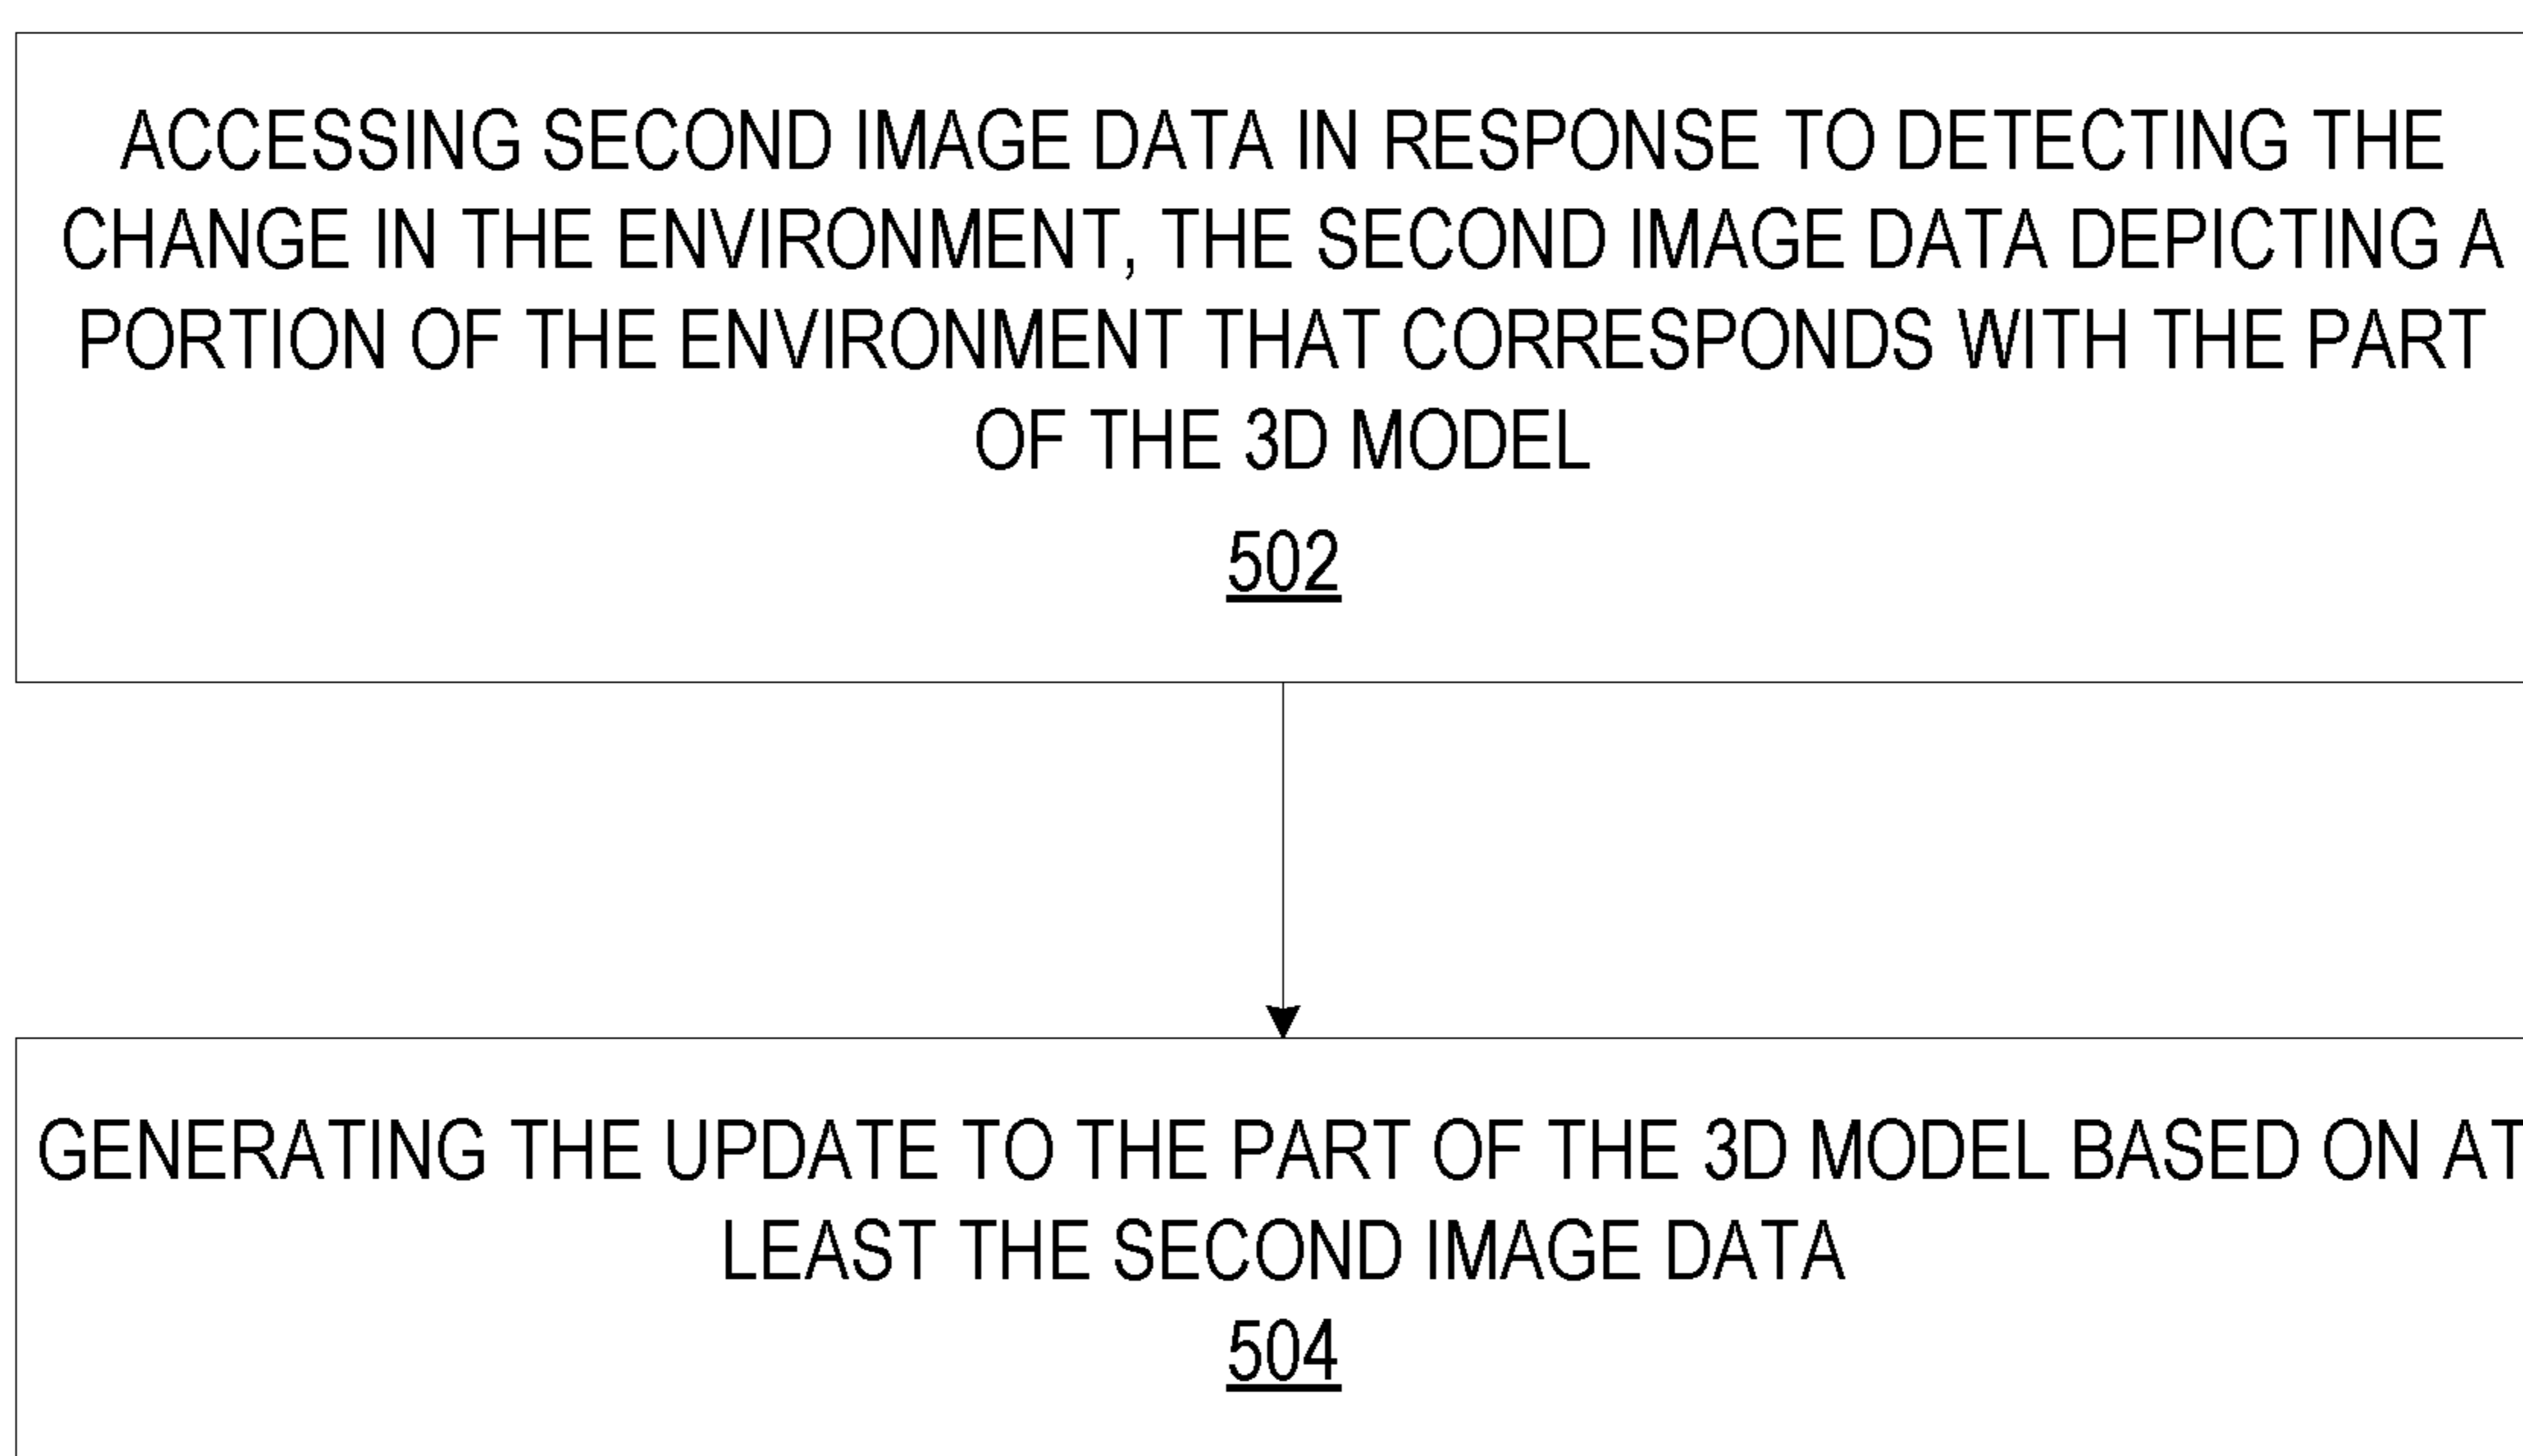 ACCESSING SECOND IMAGE DATA IN RESPONSE TO DETECTING THE
CHANGE IN THE ENVIRONMENT, THE SECOND IMAGE DATA DEPICTING A
PORTION OF THE ENVIRONMENT THAT CORRESPONDS WITH THE PART
OF THE 3D MODEL
502
GENERATING THE UPDATE TO THE PART OF THE 3D MODEL BASED ON AT
LEAST THE SECOND IMAGE DATA
504